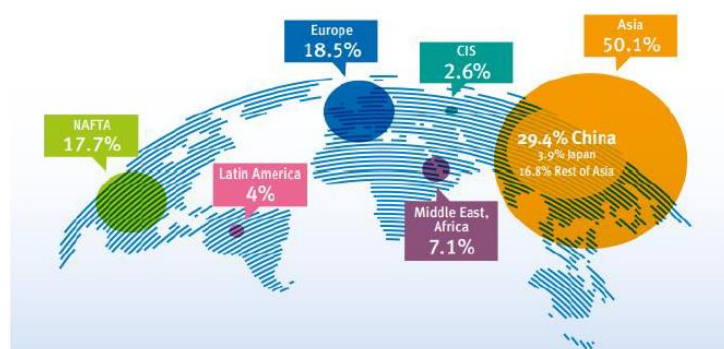 Europe
18.5%
CIS
2.6%
Asia
50.1%
NAFTA
17.7%
Latin America
4%
29.4% China
3.9% Japan
16.8% Rest of Asia
Middle East,
Africa
7.1%